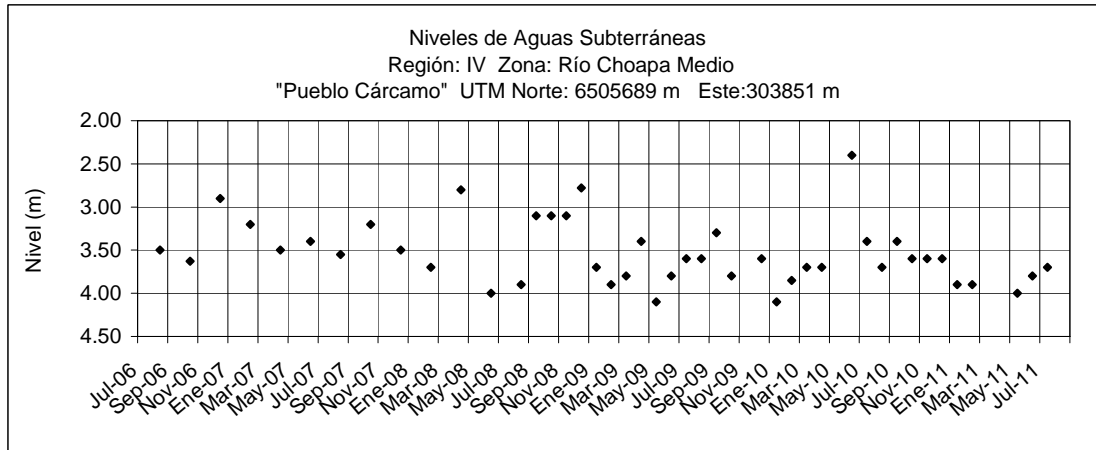 Niveles de Aguas Subterráneas
Región: IV  Zona: Río Choapa Medio
"Pueblo Cárcamo"  UTM Norte: 6505689 m   Este:303851 m
Nivel (m)
2.00
2.50
3.00
3.50
4.00
4.50
Jul-06
Sep-06
Nov-06
Ene-07
Mar-07
May-07
Jul-07
Sep-07
Nov-07
Ene-08
Mar-08
May-08
Jul-08
Sep-08
Nov-08
Ene-09
Mar-09
May-09
Jul-09
Sep-09
Nov-09
Ene-10
Mar-10
May-10
Jul-10
Sep-10
Nov-10
Ene-11
Mar-11
May-11
Jul-11